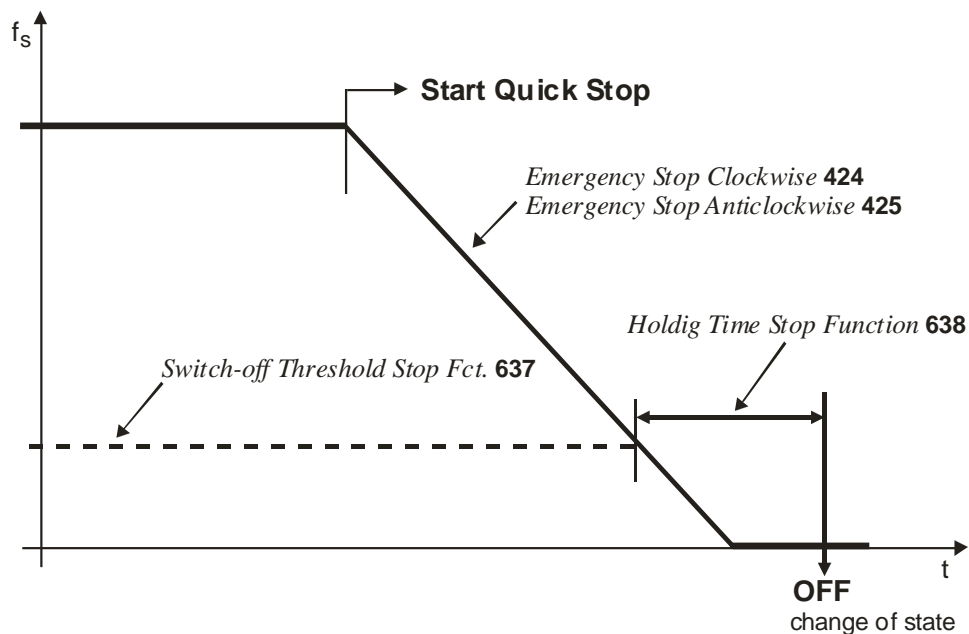 fs
Start Quick Stop
Emergency Stop Clockwise 424
Emergency Stop Anticlockwise 425
Holdig Time Stop Function 638
Switch-off Threshold Stop Fct. 637
t
OFF
change of state